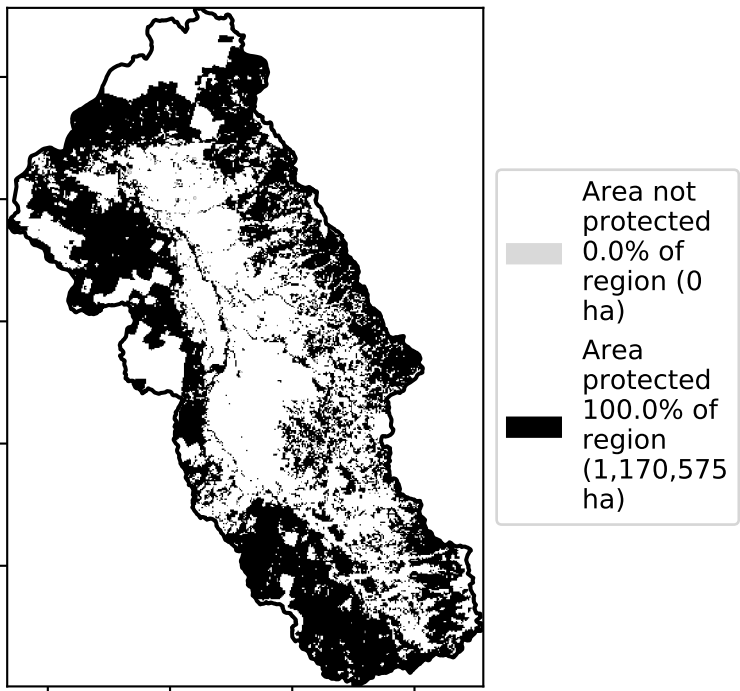 Area not
protected
0.0% of
region (0
ha)
Area
protected
100.0% of
region
(1,170,575
ha)